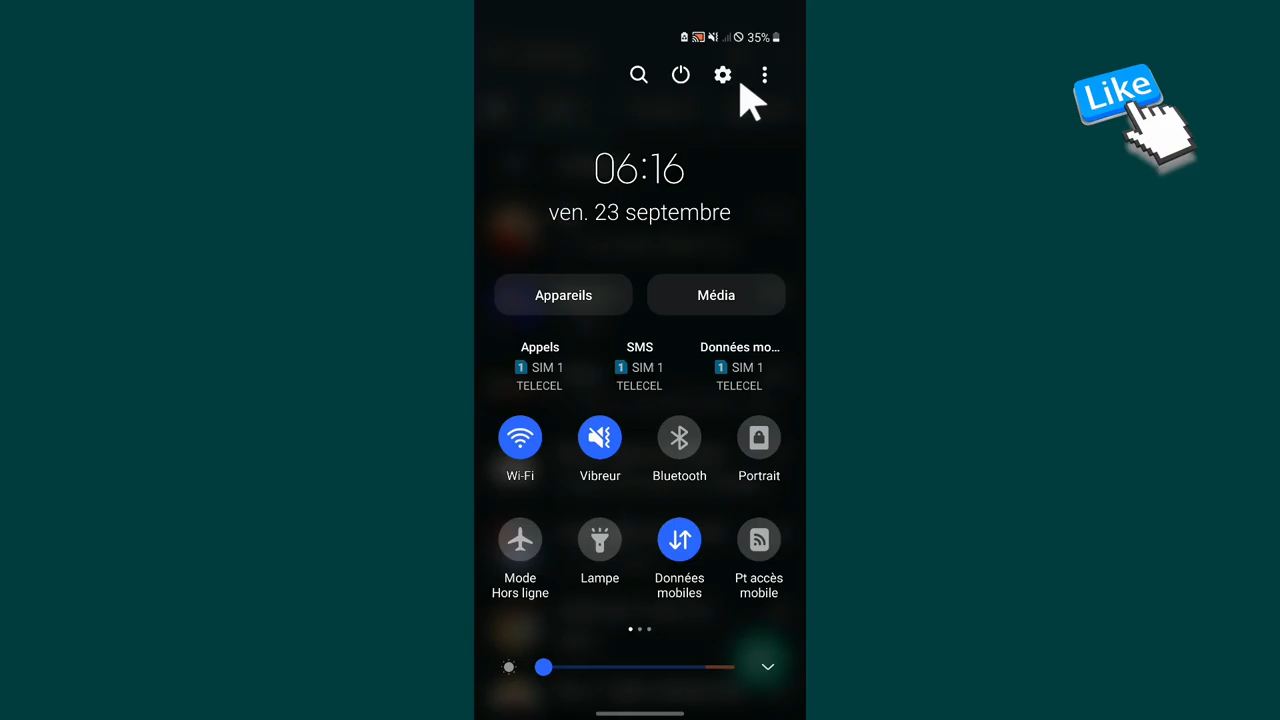 35%
Like
06:16
ven. 23 septembre
Appareils
Média
Appels
SMS
Données mo...
1 SIM 1
1 SIM 1
1 SIM 1
TELECEL
TELECEL
TELECEL
Wi-Fi
Vibreur
Bluetooth
Portrait
Mode
Hors ligne
Lampe
Données
mobiles
Pt accès
mobile